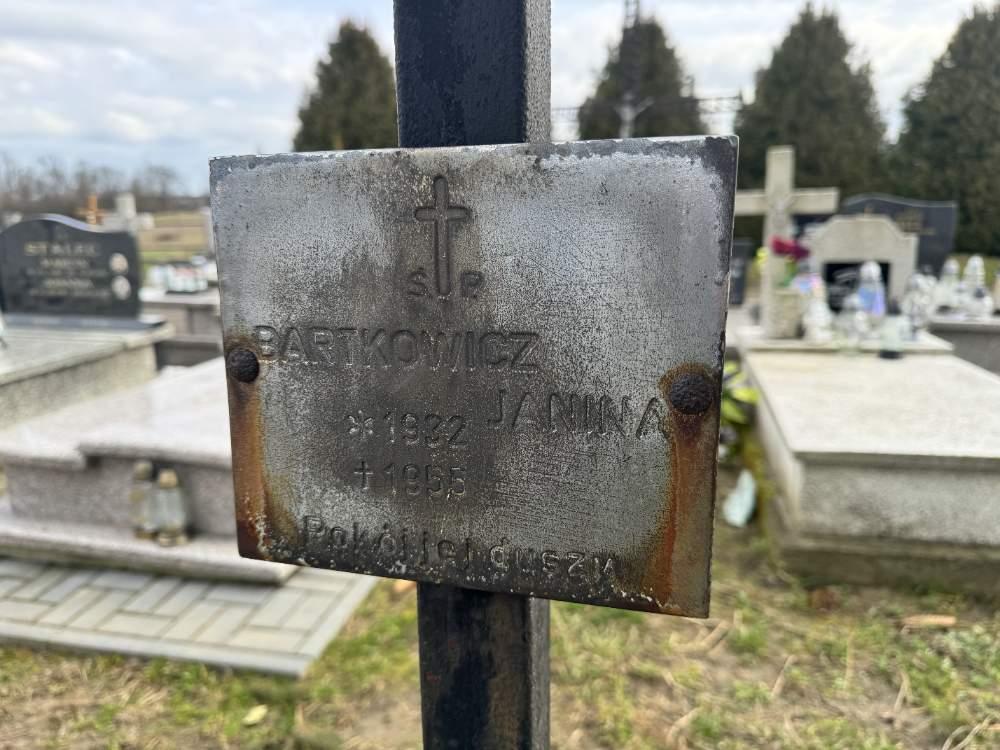 Ś P
BARTKOWICZ
JANINA
* 1932
† 1955
Pokój jej duszy